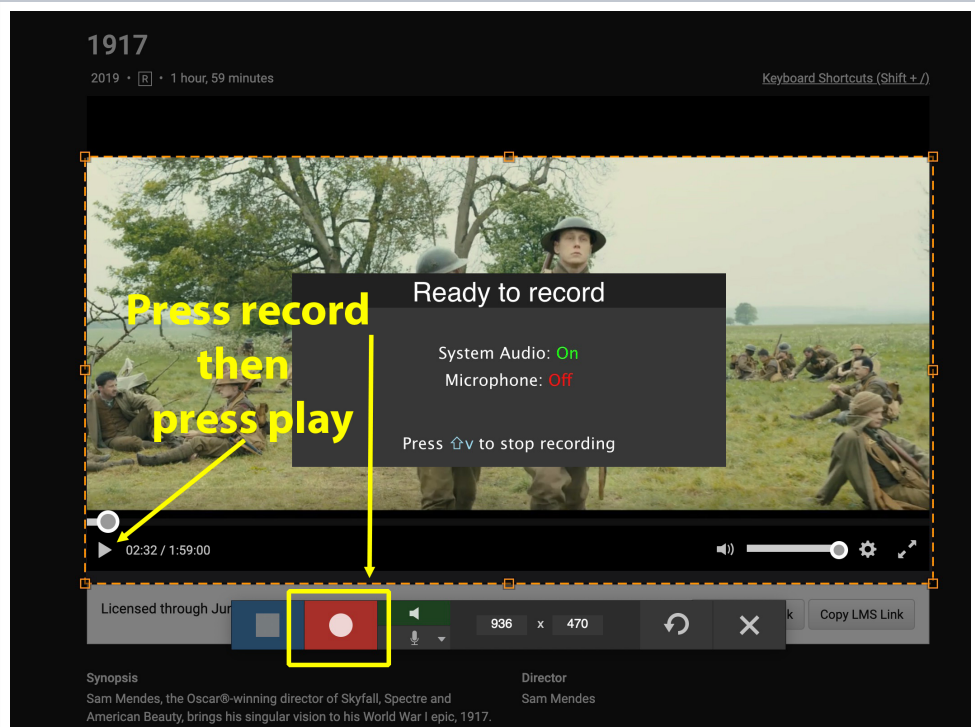 1917
2019 • R • 1 hour, 59 minutes
Keyboard Shortcuts (Shift + /)
Ready to record
System Audio: On
Microphone: Off
Press ⇧v to stop recording
Press record
then
press play
02:32 / 1:59:00
Licensed through Jun
Copy LMS Link
936 x 470
Synopsis
Sam Mendes, the Oscar®-winning director of Skyfall, Spectre and
American Beauty, brings his singular vision to his World War I epic, 1917.
Director
Sam Mendes